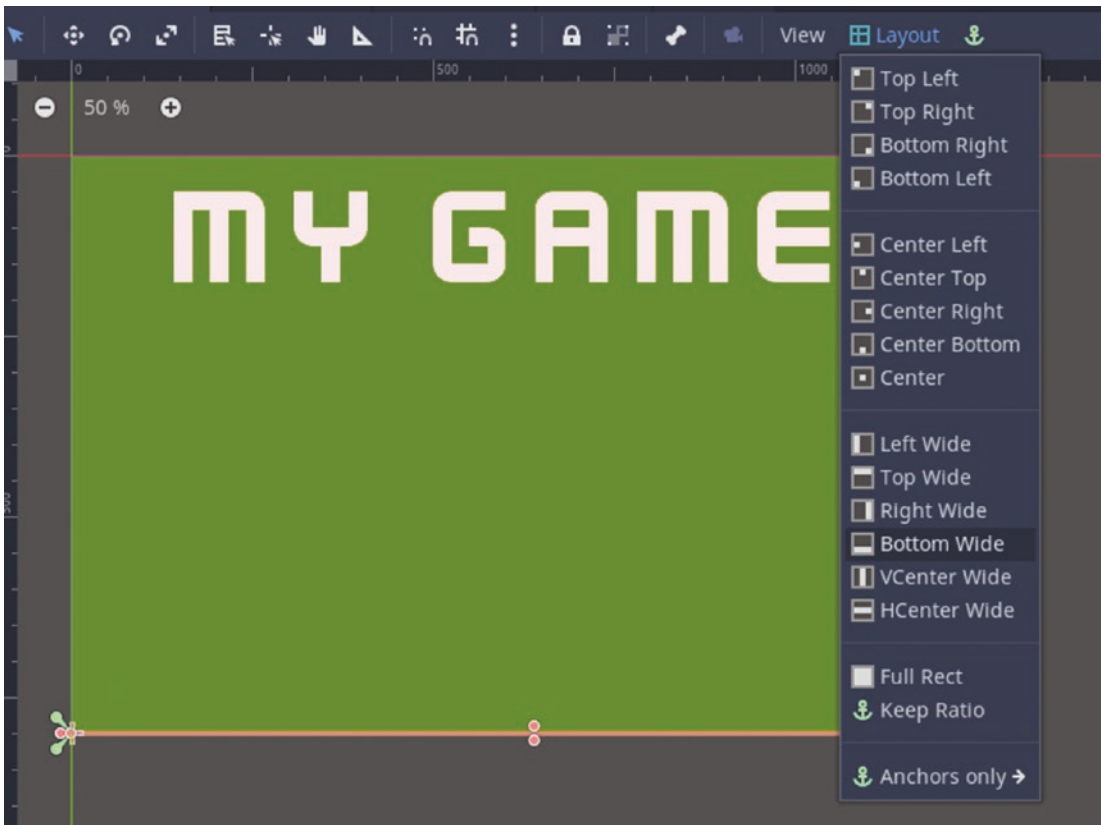 View Layout
0 500 1000
50 %
0
MY GAME
500
Top Left
Top Right
Bottom Right
Bottom Left
Center Left
Center Top
Center Right
Center Bottom
Center
Left Wide
Top Wide
Right Wide
Bottom Wide
VCenter Wide
HCenter Wide
Full Rect
Keep Ratio
Anchors only